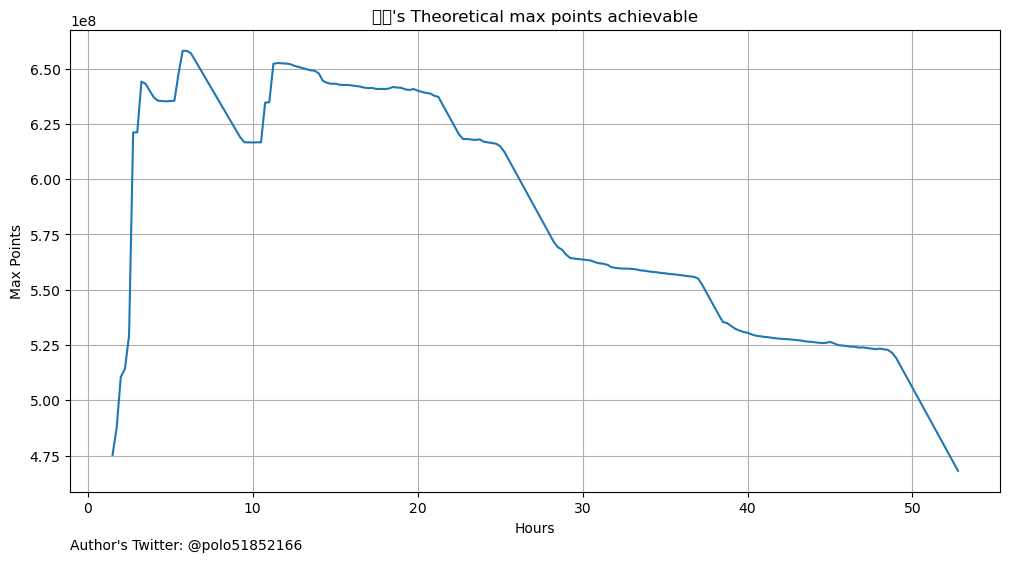 1e8
's Theoretical max points achievable
6.50
6.25
6.00
5.75
5.50
5.25
5.00
4.75
Max Points
0
10
20
30
40
50
Hours
Author's Twitter: @polo51852166